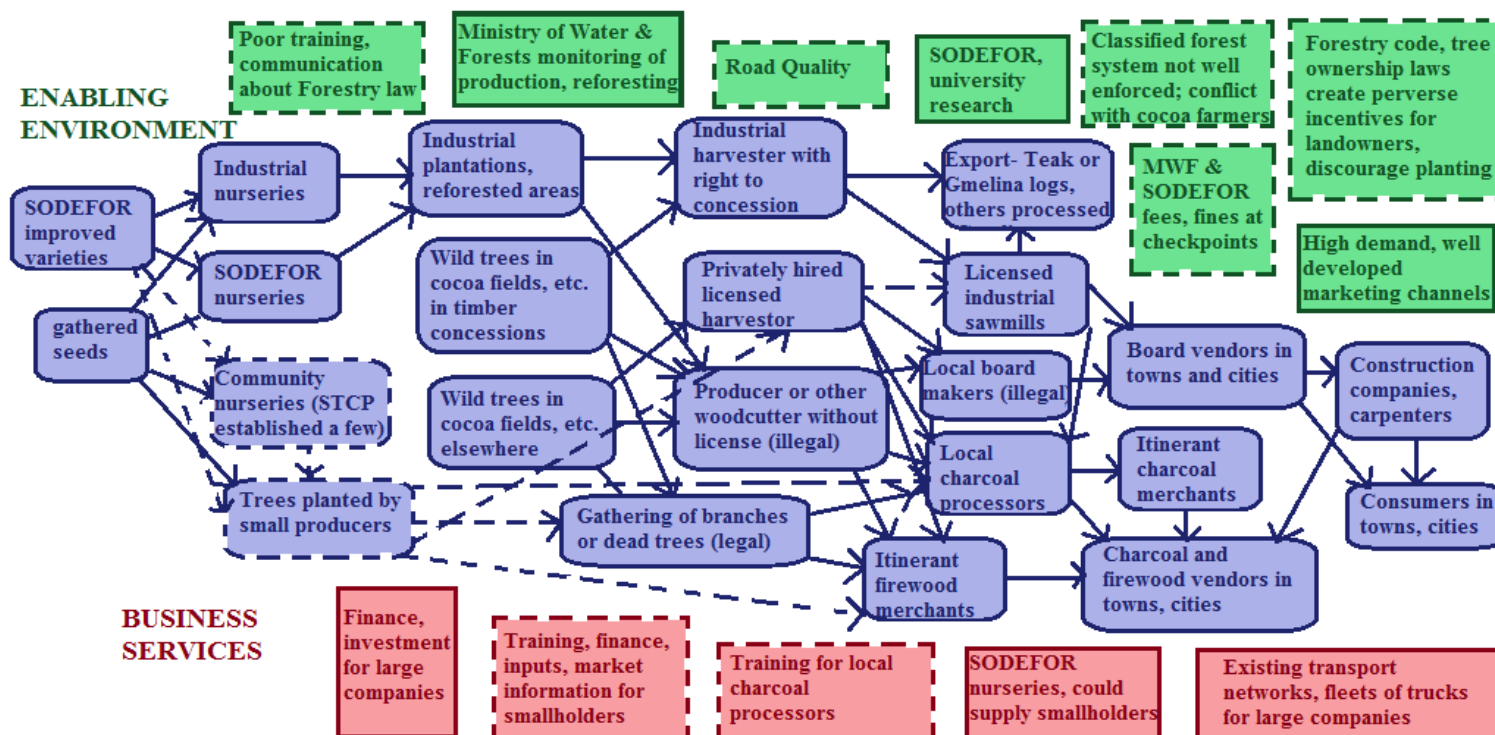 Poor training,
communication
about Forestry law
Ministry of Water &
Forests monitoring of
production, reforesting
Road Quality
SODEFOR,
university
research
Classified forest
system not well
enforced; conflict
with cocoa farmers
Forestry code, tree
ownership laws
create perverse
incentives for
landowners,
discourage planting
ENABLING
ENVIRONMENT
MWF &
SODEFOR
fees, fines at
checkpoints
High demand, well
developed
marketing channels
SODEFOR
improved
varieties
gathered
seeds
Industrial
nurseries
SODEFOR
nurseries
Community
nurseries (STCP
established a few)
Trees planted by
small producers
Industrial
plantations,
reforested areas
Wild trees in
cocoa fields, etc.
in timber
concessions
Wild trees in
cocoa fields, etc.
elsewhere
Gathering of branches
or dead trees (legal)
Industrial
harvester with
right to
concession
Privately hired
licensed
harvestor
Producer or other
woodcutter without
license (illegal)
Export- Teak or
Gmelina logs,
others processed
Licensed
industrial
sawmills
Local board
makers (illegal)
Local
charcoal
processors
Itinerant
firewood
merchants
Board vendors in
towns and cities
Itinerant
charcoal
merchants
Charcoal and
firewood vendors in
towns, cities
Construction
companies,
carpenters
Consumers in
towns, cities
BUSINESS
SERVICES
Finance,
investment
for large
companies
Training, finance,
inputs, market
information for
smallholders
Training for local
charcoal
processors
SODEFOR
nurseries, could
supply smallholders
Existing transport
networks, fleets of trucks
for large companies